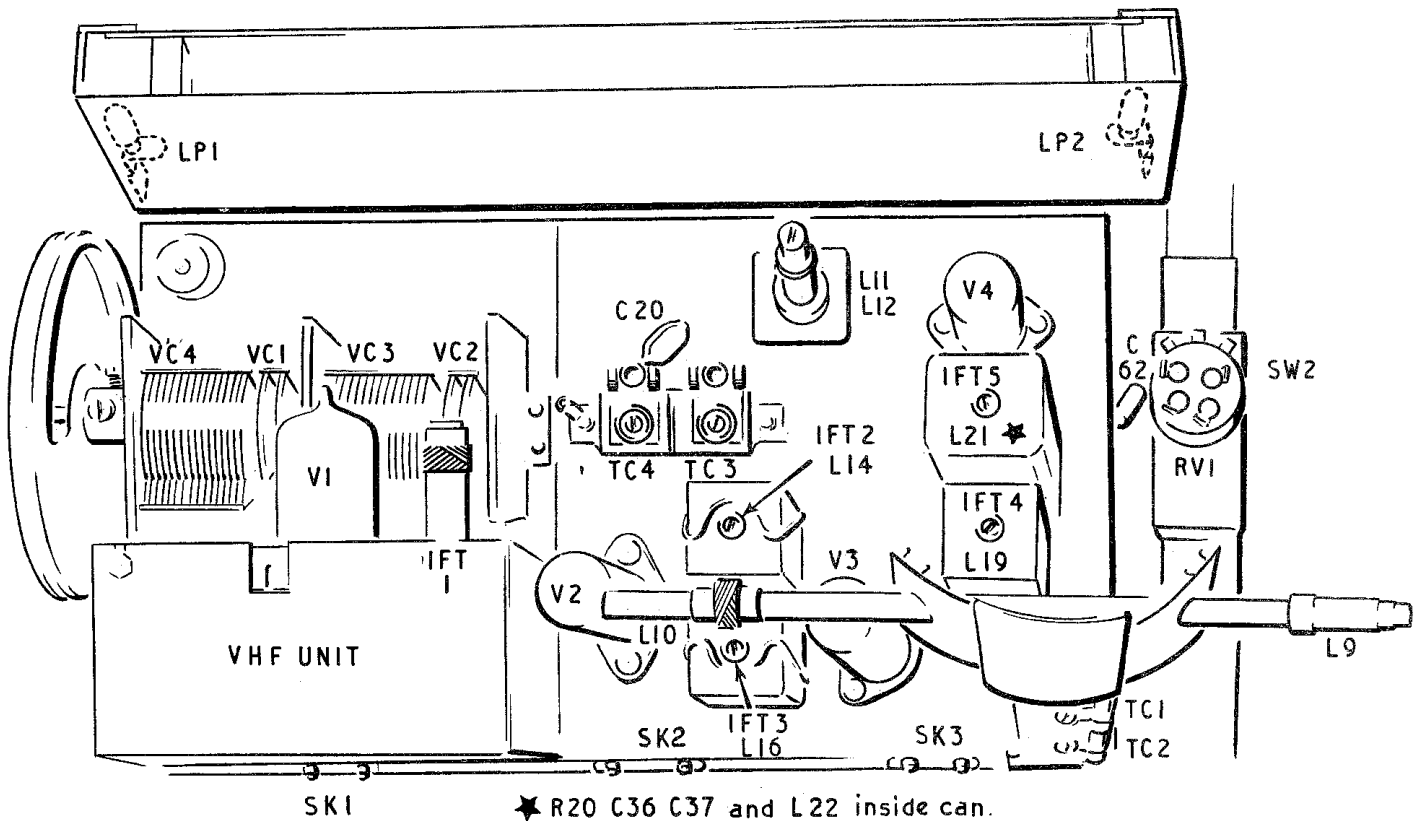 LP1
LP2
L11
L12
V4
C20
VC4
VC1
VC3
VC2
C
62
SW2
IFT5
L21 ★
IFT2
L14
TC4
TC3
RV1
V1
IFT4
L19
IFT
1
V2
V3
L10
VHF UNIT
L9
IFT3
L16
SK2
SK3
TC1
TC2
SK1
★ R20 C36 C37 and L22 inside can.